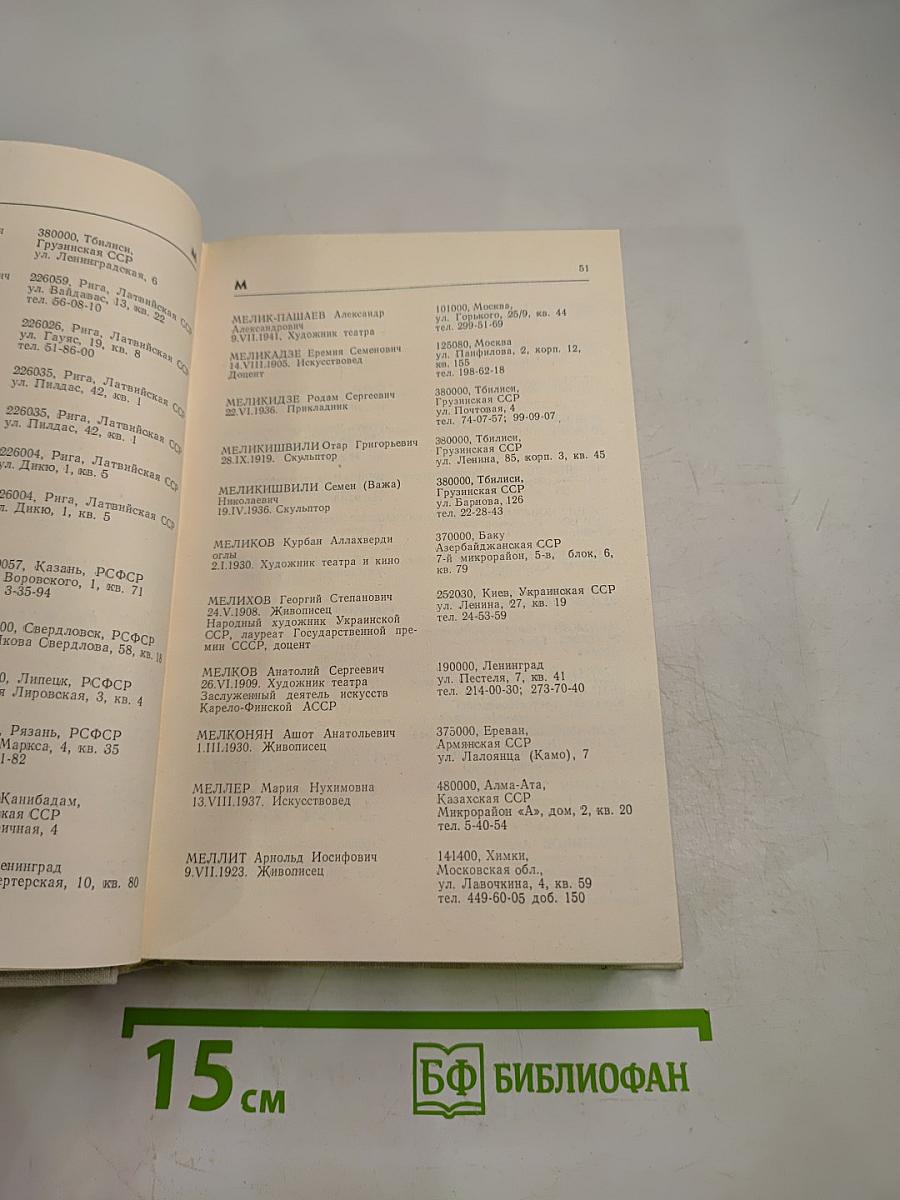 380000, Тбилиси,
Грузинская ССР
ул. Ленинградская, 6
226059, Рига, Латвийская ССР
ул. Вайдавас, 13, кв. 22
тел. 56-08-10
226026, Рига, Латвийская ССР
ул. Гауяс, 19, кв. 8
тел. 51-86-00
226035, Рига, Латвийская ССР
ул. Пилдас, 42, кв. 1
226035, Рига, Латвийская ССР
ул. Пилдас, 42, кв. 1
226004, Рига, Латвийская ССР
ул. Дикю, 1, кв. 5
26004, Рига, Латвийская ССР
л. Дикю, 1, кв. 5
057, Казань, РСФСР
Воровского, 1, кв. 71
3-35-94
00, Свердловск, РСФСР
кова Свердлова, 58, кв. 18
0, Липецк, РСФСР
я Лировская, 3, кв. 4
, Рязань, РСФСР
Маркса, 4, кв. 35
1-82
Канибадам,
кая ССР
ичная, 4
енинград
ертерская, 10, кв. 80
М
51
МЕЛИК-ПАШАЕВ Александр
Александрович
9.VII.1941. Художник театра
101000, Москва,
ул. Горького, 25/9, кв. 44
тел. 299-51-69
МЕЛИКАДЗЕ Еремия Семенович
14.VIII.1905. Искусствовед
Доцент
125080, Москва
ул. Панфилова, 2, корп. 12,
кв. 155
тел. 198-62-18
МЕЛИКИДЗЕ Родам Сергеевич
22.VI.1936. Прикладник
380000, Тбилиси,
Грузинская ССР
ул. Почтовая, 4
тел. 74-07-57; 99-09-07
МЕЛИКИШВИЛИ Отар Григорьевич
28.IX.1919. Скульптор
380000, Тбилиси,
Грузинская ССР
ул. Ленина, 85, корп. 3, кв. 45
МЕЛИКИШВИЛИ Семен (Важа)
Николаевич
19.IV.1936. Скульптор
380000, Тбилиси,
Грузинская ССР
ул. Барнова, 126
тел. 22-28-43
МЕЛИКОВ Курбан Аллахверди
оглы
2.I.1930. Художник театра и кино
370000, Баку
Азербайджанская ССР
7-й микрорайон, 5-в, блок, 6,
кв. 79
МЕЛИХОВ Георгий Степанович
24.V.1908. Живописец
Народный художник Украинской
ССР, лауреат Государственной пре-
мии СССР, доцент
252030, Киев, Украинская ССР
ул. Ленина, 27, кв. 19
тел. 24-53-59
МЕЛКОВ Анатолий Сергеевич
26.VI.1909. Художник театра
Заслуженный деятель искусств
Карело-Финской АССР
190000, Ленинград
ул. Пестеля, 7, кв. 41
тел. 214-00-30; 273-70-40
МЕЛКОНЯН Ашот Анатольевич
1.III.1930. Живописец
375000, Ереван,
Армянская ССР
ул. Лалоянца (Камо), 7
МЕЛЛЕР Мария Нухимовна
13.VIII.1937. Искусствовед
480000, Алма-Ата,
Казахская ССР
Микрорайон «А», дом, 2, кв. 20
тел. 5-40-54
МЕЛЛИТ Арнольд Иосифович
9.VII.1923. Живописец
141400, Химки,
Московская обл.,
ул. Лавочкина, 4, кв. 59
тел. 449-60-05 доб. 150
15 см
БФ БИБЛИОФАН